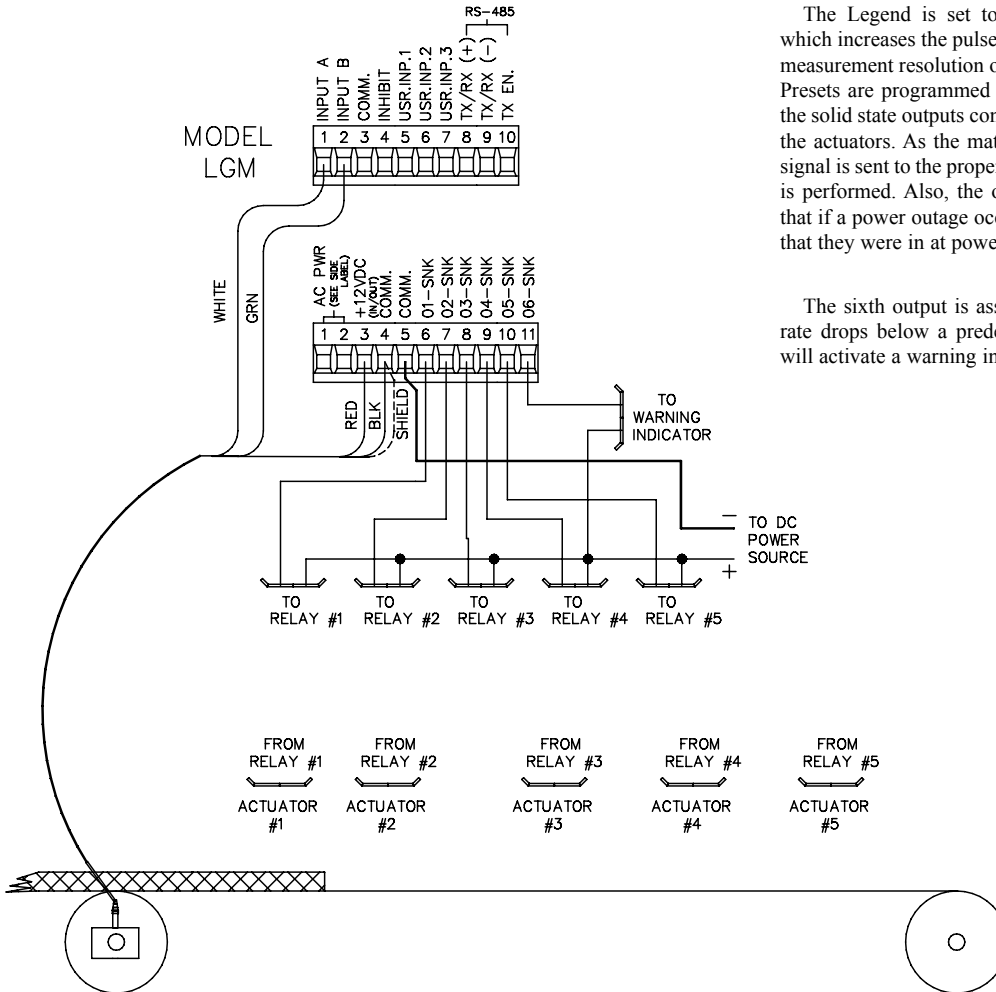 RS-485
INPUT A
INPUT B
COMM.
INHIBIT
USR.INP.1
USR.INP.2
USR.INP.3
TX/RX (+)
TX/RX (-)
TX EN.
MODEL
LGM
1 2 3 4 5 6 7 8 9 10
WHITE
GRN
AC PWR
(SEE SIDE
LABEL)
+12VDC
(IN/OUT)
COMM.
COMM.
O1-SNK
O2-SNK
O3-SNK
O4-SNK
O5-SNK
O6-SNK
1 2 3 4 5 6 7 8 9 10 11
RED
BLK
SHIELD
TO
WARNING
INDICATOR
−
TO DC
POWER
SOURCE
+
TO
RELAY #1
TO
RELAY #2
TO
RELAY #3
TO
RELAY #4
TO
RELAY #5
FROM
RELAY #1
FROM
RELAY #2
FROM
RELAY #3
FROM
RELAY #4
FROM
RELAY #5
ACTUATOR
#1
ACTUATOR
#2
ACTUATOR
#3
ACTUATOR
#4
ACTUATOR
#5
The Legend is set to
which increases the pulse
measurement resolution o
Presets are programmed
the solid state outputs con
the actuators. As the mat
signal is sent to the proper
is performed. Also, the o
that if a power outage occ
that they were in at power
The sixth output is ass
rate drops below a prede
will activate a warning in